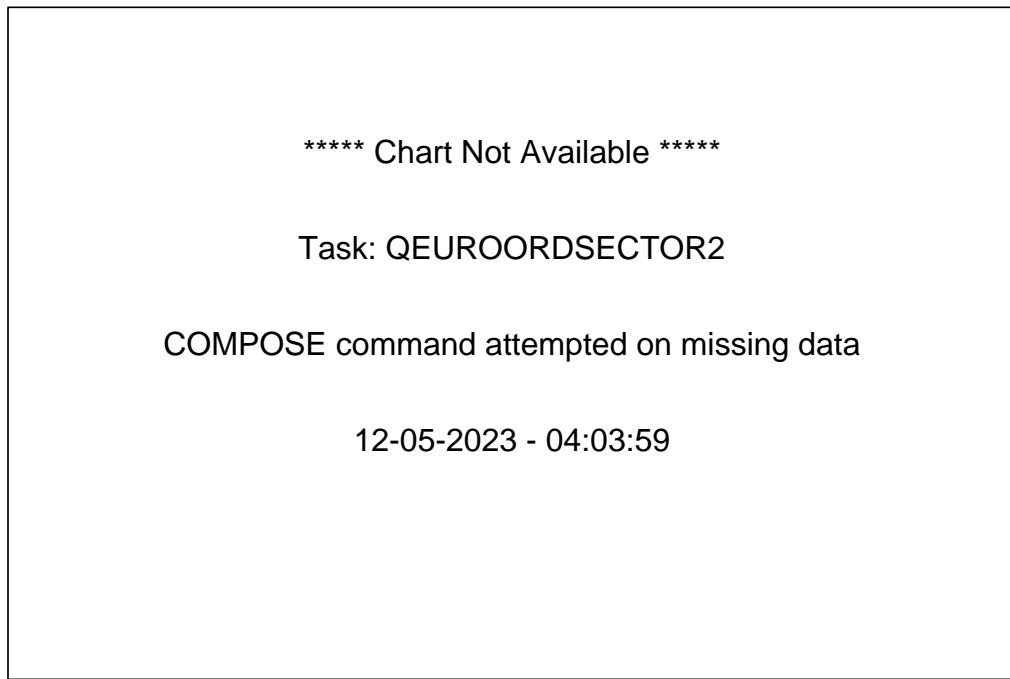 ***** Chart Not Available *****
Task: QEUROORDSECTOR2
COMPOSE command attempted on missing data
12-05-2023 - 04:03:59